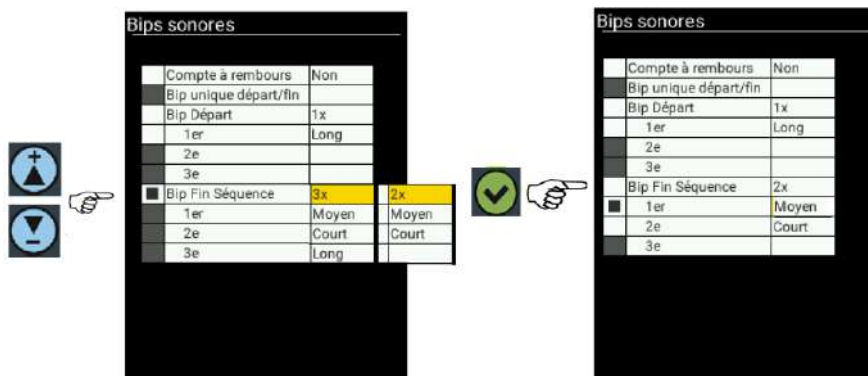 Bips sonores
Compte à rembours Non
Bip unique départ/fin
Bip Départ 1x
1er Long
2e
3e
Bip Fin Séquence 3x 2x
1er Moyen Moyen
2e Court Court
3e Long
Bips sonores
Compte à rembours Non
Bip unique départ/fin
Bip Départ 1x
1er Long
2e
3e
Bip Fin Séquence 2x
1er Moyen
2e Court
3e